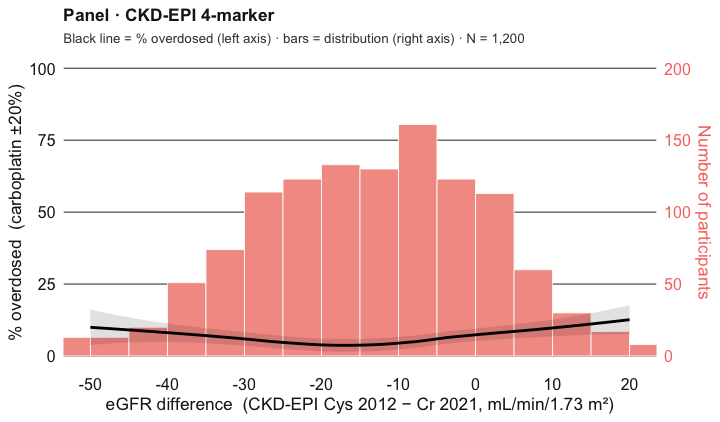 Panel · CKD-EPI 4-marker
Black line = % overdosed (left axis) · bars = distribution (right axis) · N = 1,200
% overdosed (carboplatin ±20%)
100
75
50
25
0
200
150
100
50
0
Number of participants
-50 -40 -30 -20 -10 0 10 20
eGFR difference (CKD-EPI Cys 2012 − Cr 2021, mL/min/1.73 m²)